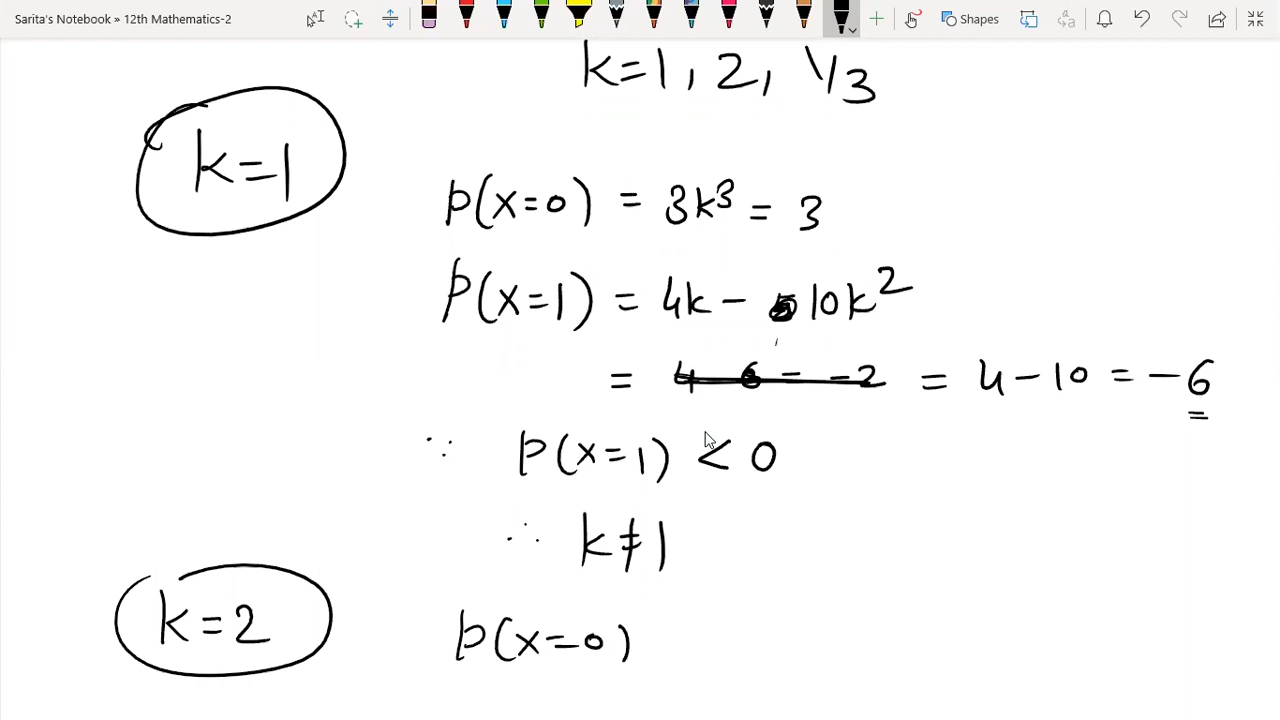 Sarita's Notebook » 12th Mathematics-2
Shapes
k=1, 2, 1/3
k=1
p(x=0) = 3k³ = 3
p(x=1) = 4k - 10k²
= 4 6 = -2 = 4-10 = -6
∵ p(x=1) < 0
∴ k≠1
k=2
p(x=0)